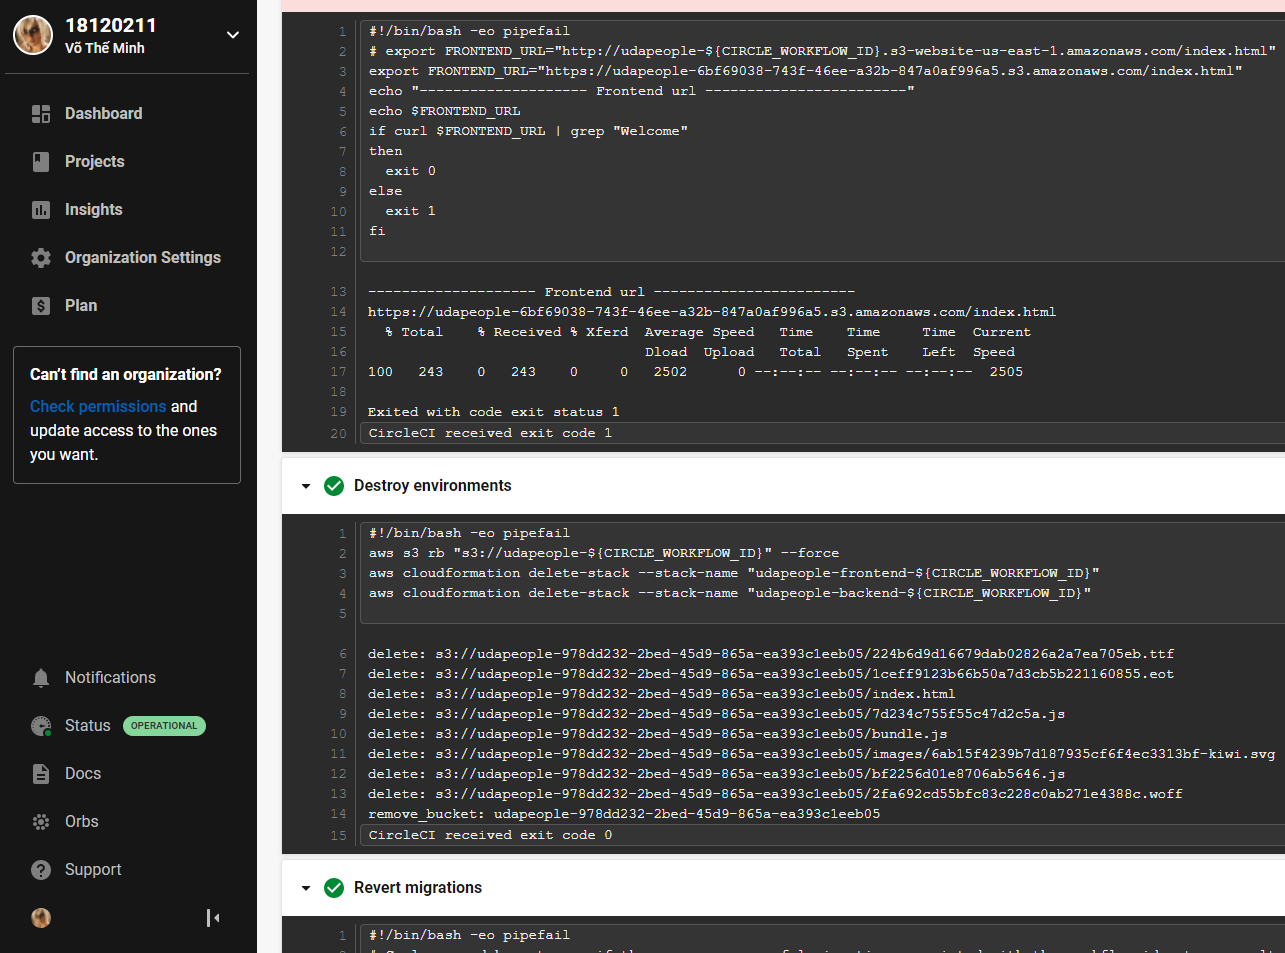 18120211
Võ Thế Minh
Dashboard
Projects
Insights
Organization Settings
Plan
Can't find an organization?
Check permissions and
update access to the ones
you want.
Notifications
Status OPERATIONAL
Docs
Orbs
Support
1 #!/bin/bash -eo pipefail
2 # export FRONTEND_URL="http://udapeople-${CIRCLE_WORKFLOW_ID}.s3-website-us-east-1.amazonaws.com/index.html"
3 export FRONTEND_URL="https://udapeople-6bf69038-743f-46ee-a32b-847a0af996a5.s3.amazonaws.com/index.html"
4 echo "-------------------- Frontend url ------------------------"
5 echo $FRONTEND_URL
6 if curl $FRONTEND_URL | grep "Welcome"
7 then
8   exit 0
9 else
10   exit 1
11 fi
12
13 -------------------- Frontend url ------------------------
14 https://udapeople-6bf69038-743f-46ee-a32b-847a0af996a5.s3.amazonaws.com/index.html
15   % Total    % Received % Xferd  Average Speed   Time    Time     Time  Current
16                                  Dload  Upload   Total   Spent    Left  Speed
17 100   243    0   243    0     0   2502      0 --:--:-- --:--:-- --:--:--  2505
18
19 Exited with code exit status 1
20 CircleCI received exit code 1
Destroy environments
1 #!/bin/bash -eo pipefail
2 aws s3 rb "s3://udapeople-${CIRCLE_WORKFLOW_ID}" --force
3 aws cloudformation delete-stack --stack-name "udapeople-frontend-${CIRCLE_WORKFLOW_ID}"
4 aws cloudformation delete-stack --stack-name "udapeople-backend-${CIRCLE_WORKFLOW_ID}"
5
6 delete: s3://udapeople-978dd232-2bed-45d9-865a-ea393c1eeb05/224b6d9d16679dab02826a2a7ea705eb.ttf
7 delete: s3://udapeople-978dd232-2bed-45d9-865a-ea393c1eeb05/1ceff9123b66b50a7d3cb5b221160855.eot
8 delete: s3://udapeople-978dd232-2bed-45d9-865a-ea393c1eeb05/index.html
9 delete: s3://udapeople-978dd232-2bed-45d9-865a-ea393c1eeb05/7d234c755f55c47d2c5a.js
10 delete: s3://udapeople-978dd232-2bed-45d9-865a-ea393c1eeb05/bundle.js
11 delete: s3://udapeople-978dd232-2bed-45d9-865a-ea393c1eeb05/images/6ab15f4239b7d187935cf6f4ec3313bf-kiwi.svg
12 delete: s3://udapeople-978dd232-2bed-45d9-865a-ea393c1eeb05/bf2256d01e8706ab5646.js
13 delete: s3://udapeople-978dd232-2bed-45d9-865a-ea393c1eeb05/2fa692cd55bfc83c228c0ab271e4388c.woff
14 remove_bucket: udapeople-978dd232-2bed-45d9-865a-ea393c1eeb05
15 CircleCI received exit code 0
Revert migrations
1 #!/bin/bash -eo pipefail